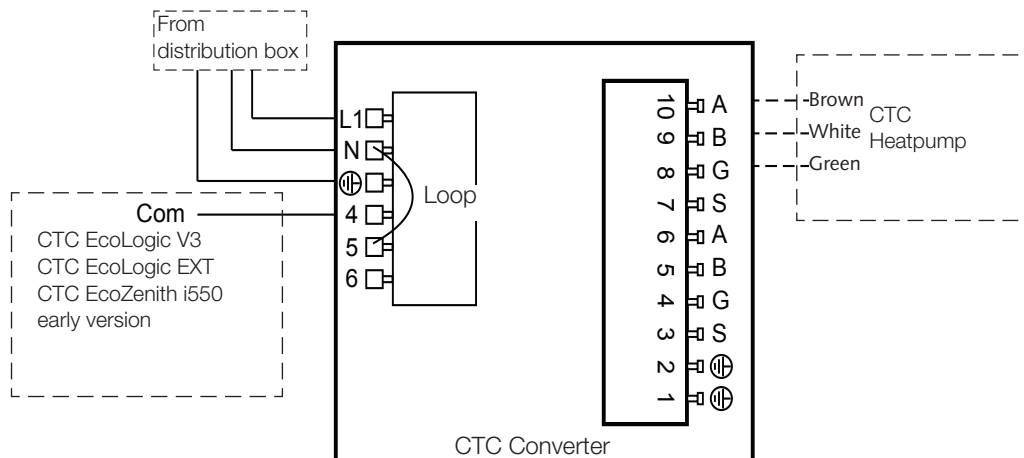 From
distribution box
L1
N
4
5
6
Loop
Com
CTC EcoLogic V3
CTC EcoLogic EXT
CTC EcoZenith i550
early version
10 A
9 B
8 G
7 S
6 A
5 B
4 G
3 S
2
1
Brown
White
Green
CTC
Heatpump
CTC Converter